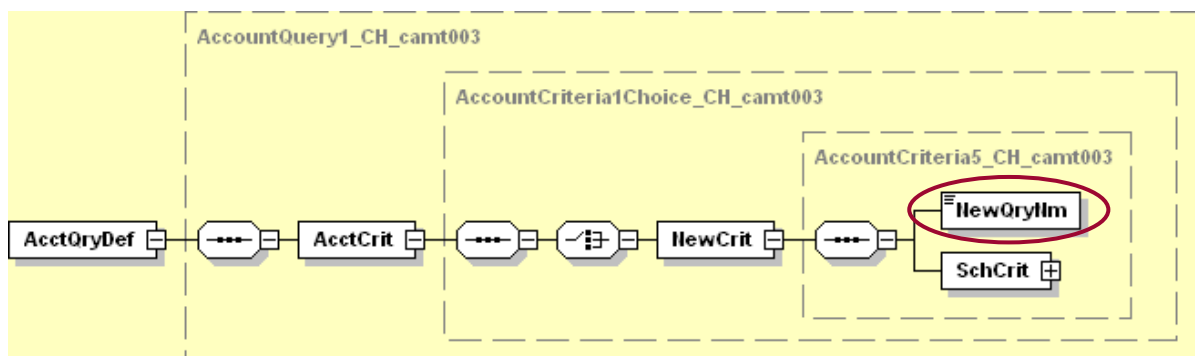 AccountQuery1_CH_camt003
AccountCriteria1Choice_CH_camt003
AccountCriteria5_CH_camt003
NewQryNm
AcctQryDef
AcctCrit
NewCrit
SchCrit